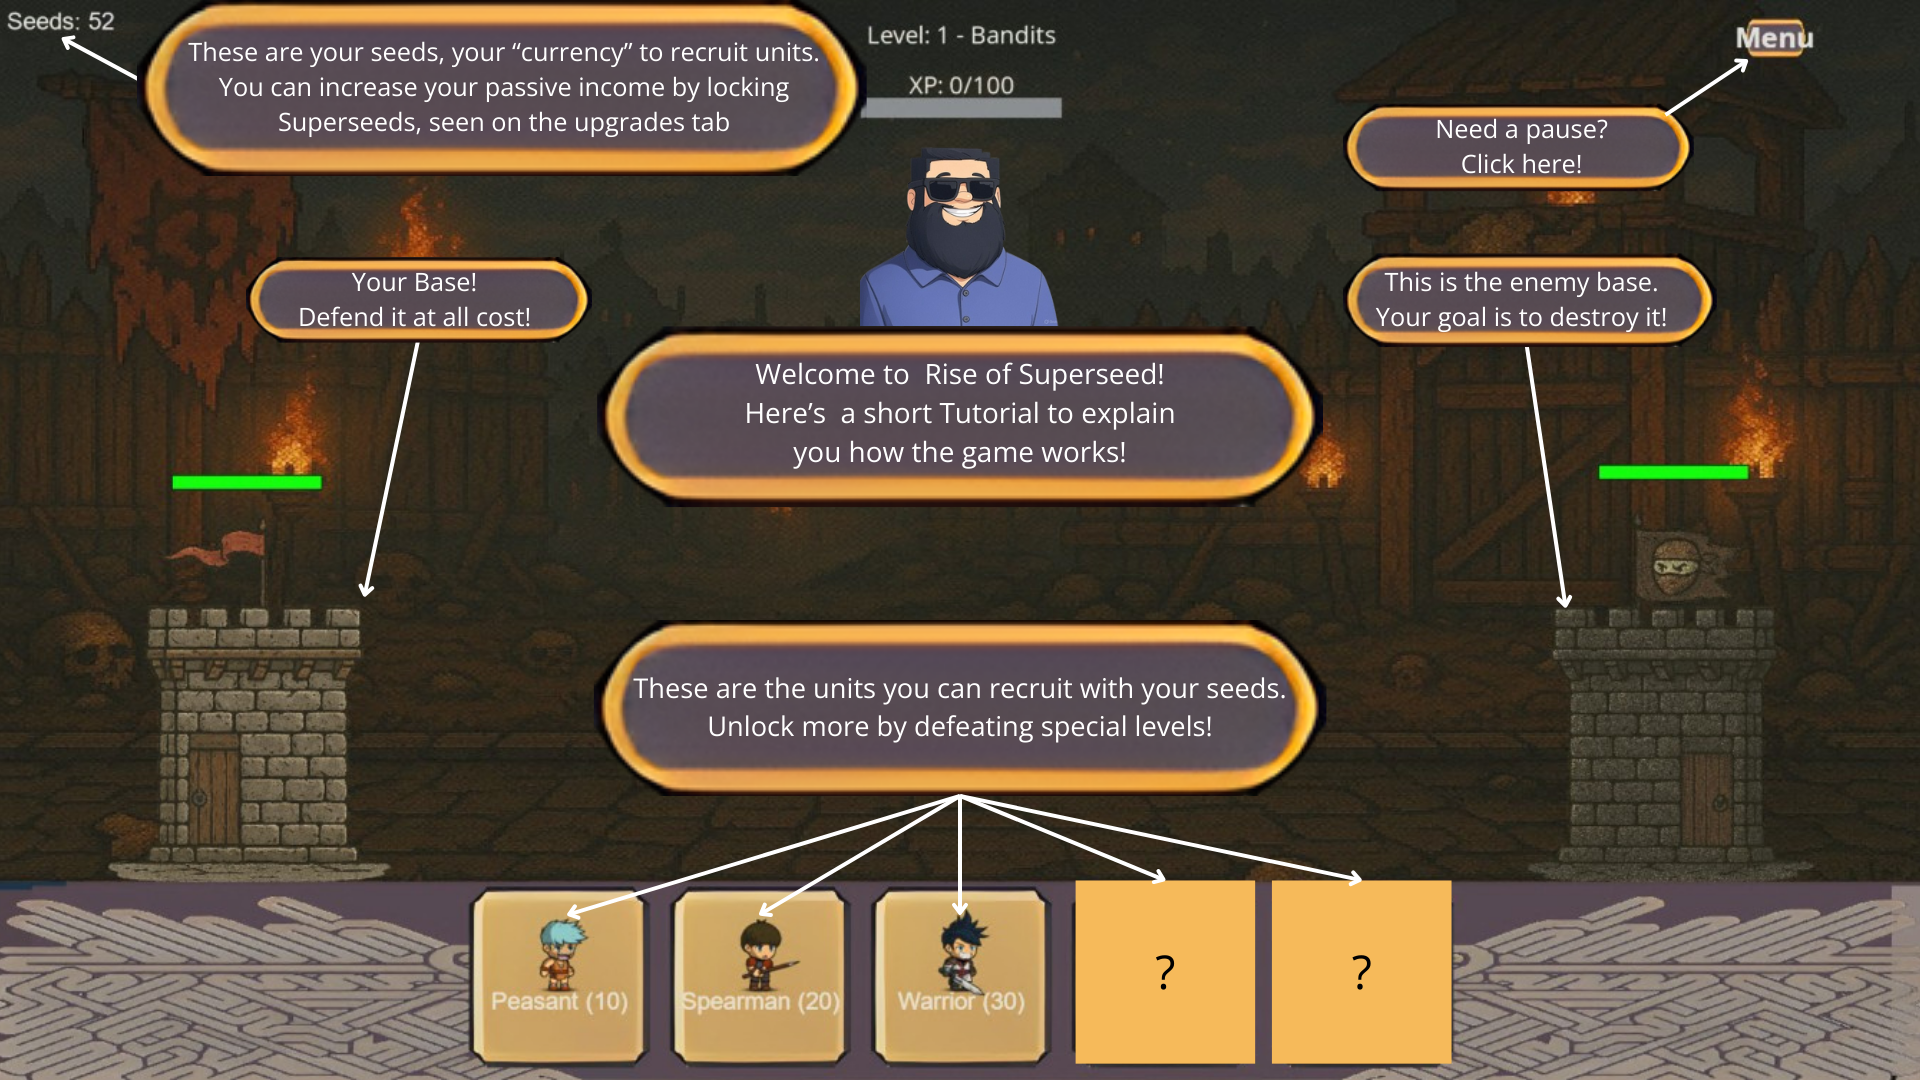 Seeds: 52
These are your seeds, your “currency” to recruit units.
You can increase your passive income by locking
Superseeds, seen on the upgrades tab
Level: 1 - Bandits
XP: 0/100
Menu
Need a pause?
Click here!
Your Base!
Defend it at all cost!
This is the enemy base.
Your goal is to destroy it!
Welcome to  Rise of Superseed!
Here’s  a short Tutorial to explain
you how the game works!
These are the units you can recruit with your seeds.
Unlock more by defeating special levels!
Peasant (10)
Spearman (20)
Warrior (30)
?
?